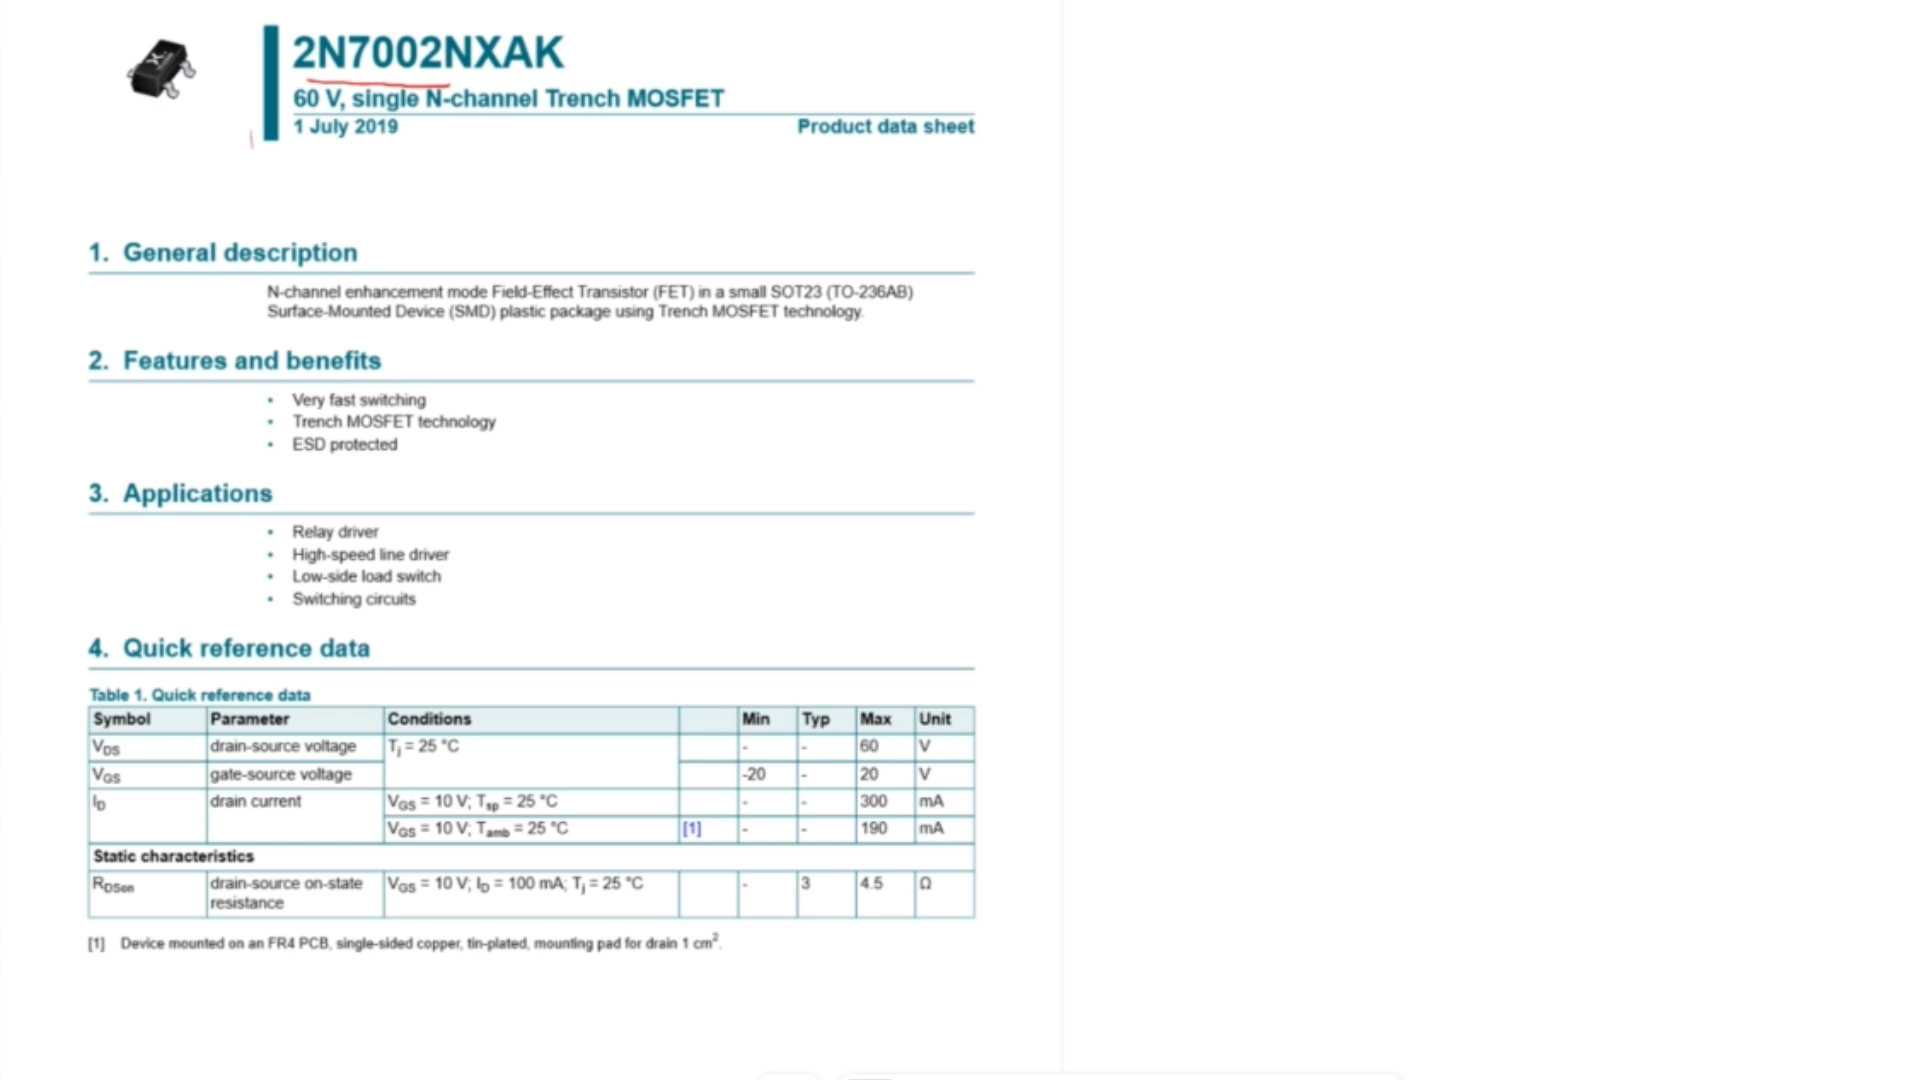 2N7002NXAK
60 V, single N-channel Trench MOSFET
1 July 2019 Product data sheet
1. General description
N-channel enhancement mode Field-Effect Transistor (FET) in a small SOT23 (TO-236AB)
Surface-Mounted Device (SMD) plastic package using Trench MOSFET technology.
2. Features and benefits
• Very fast switching
• Trench MOSFET technology
• ESD protected
3. Applications
• Relay driver
• High-speed line driver
• Low-side load switch
• Switching circuits
4. Quick reference data
Table 1. Quick reference data
Symbol Parameter Conditions Min Typ Max Unit
VDS drain-source voltage Tj = 25 °C - - 60 V
VGS gate-source voltage -20 - 20 V
ID drain current VGS = 10 V; Tsp = 25 °C - - 300 mA
VGS = 10 V; Tamb = 25 °C [1] - - 190 mA
Static characteristics
RDSon drain-source on-state VGS = 10 V; ID = 100 mA; Tj = 25 °C - 3 4.5 Ω
resistance
[1] Device mounted on an FR4 PCB, single-sided copper, tin-plated, mounting pad for drain 1 cm².